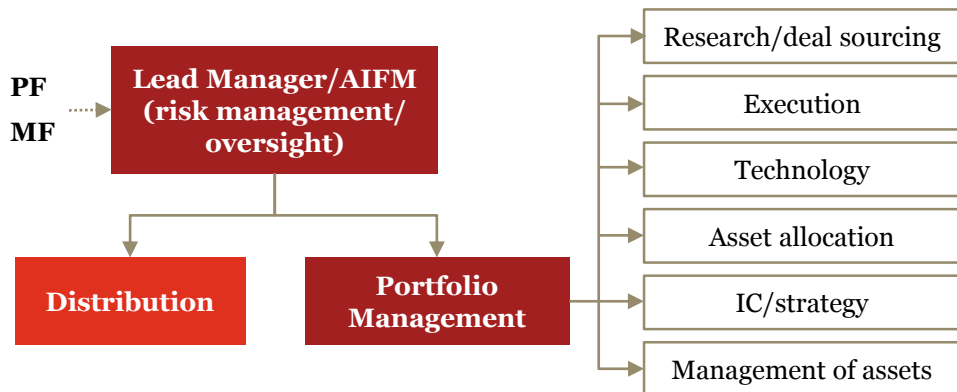 PF
MF
Lead Manager/AIFM
(risk management/
oversight)
Distribution
Portfolio
Management
Research/deal sourcing
Execution
Technology
Asset allocation
IC/strategy
Management of assets